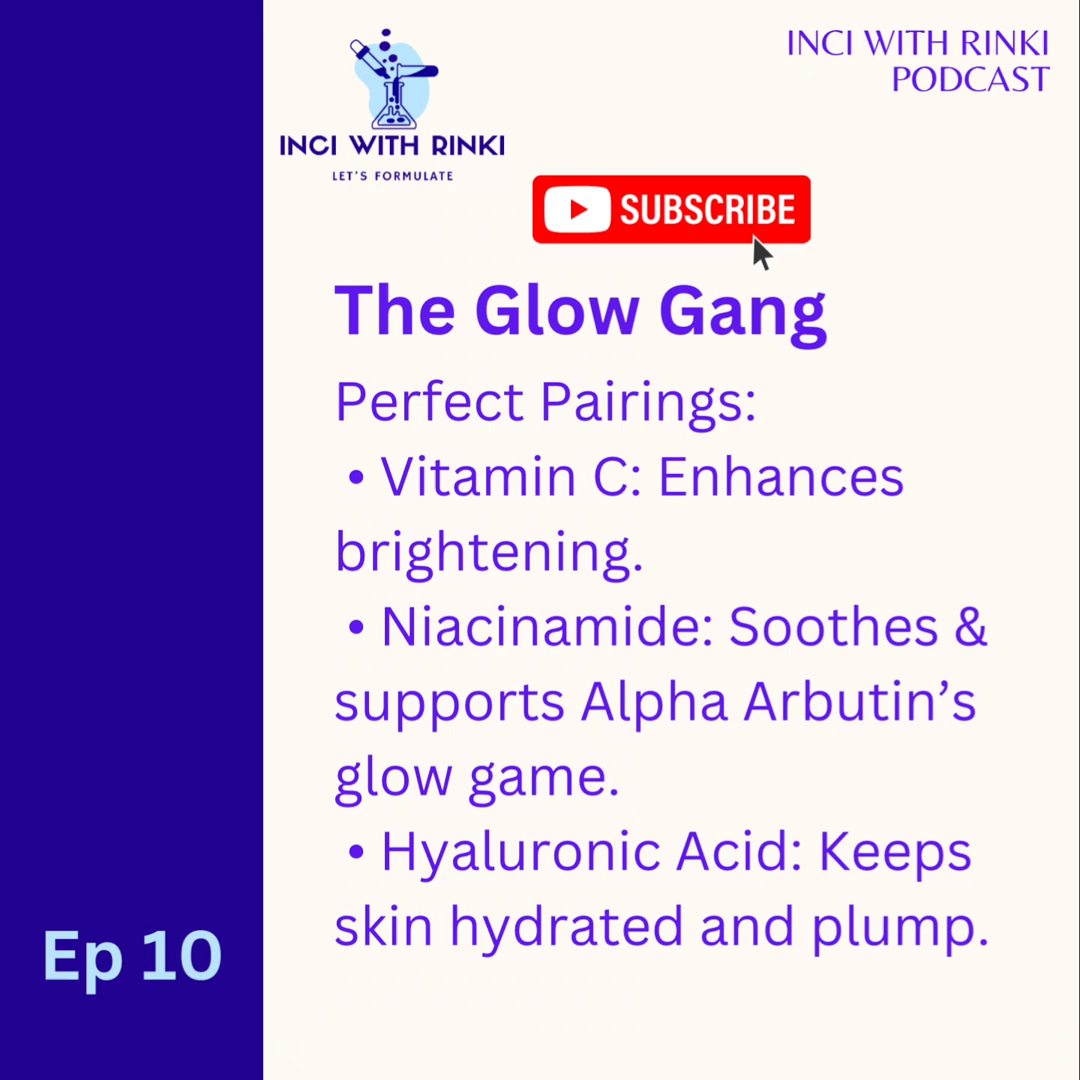 INCI WITH RINKI
PODCAST
INCI WITH RINKI
LET'S FORMULATE
SUBSCRIBE
The Glow Gang
Perfect Pairings:
• Vitamin C: Enhances
brightening.
• Niacinamide: Soothes &
supports Alpha Arbutin’s
glow game.
• Hyaluronic Acid: Keeps
skin hydrated and plump.
Ep 10